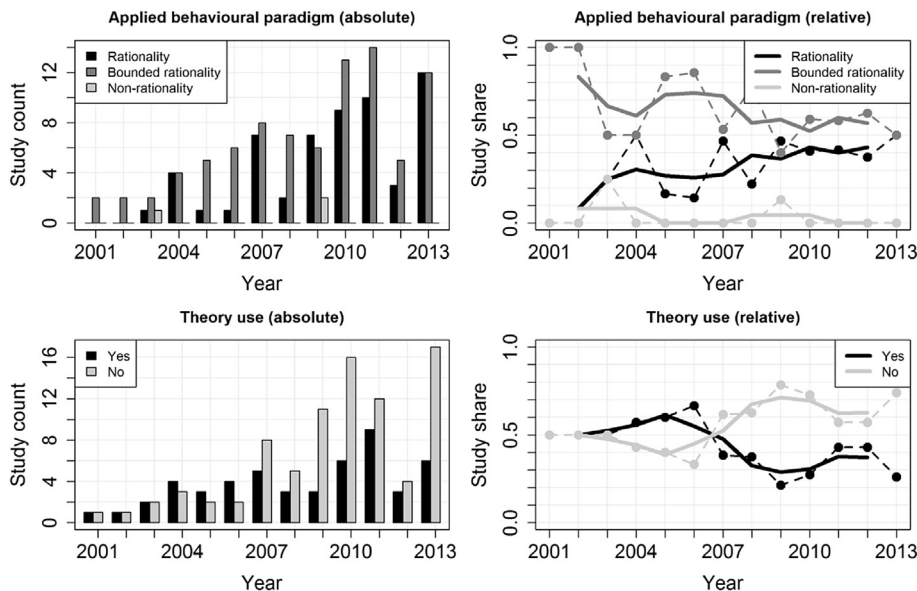 Applied behavioural paradigm (absolute)
Study count
12
8
4
0
Rationality
Bounded rationality
Non-rationality
2001 2004 2007 2010 2013
Year
Applied behavioural paradigm (relative)
Study share
1.0
0.5
0.0
Rationality
Bounded rationality
Non-rationality
2001 2004 2007 2010 2013
Year
Theory use (absolute)
Study count
16
12
8
4
0
Yes
No
2001 2004 2007 2010 2013
Year
Theory use (relative)
Study share
1.0
0.5
0.0
Yes
No
2001 2004 2007 2010 2013
Year